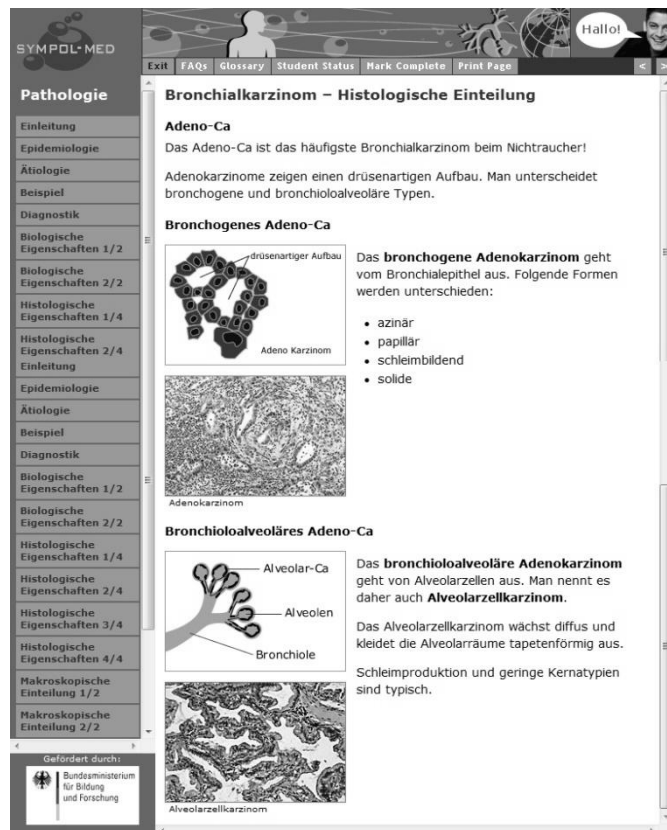 SYMPOL-MED
Hallo!
Exit FAQs Glossary Student Status Mark Complete Print Page < >
Pathologie
Einleitung
Epidemiologie
Ätiologie
Beispiel
Diagnostik
Biologische
Eigenschaften 1/2
Biologische
Eigenschaften 2/2
Histologische
Eigenschaften 1/4
Histologische
Eigenschaften 2/4
Einleitung
Epidemiologie
Ätiologie
Beispiel
Diagnostik
Biologische
Eigenschaften 1/2
Biologische
Eigenschaften 2/2
Histologische
Eigenschaften 1/4
Histologische
Eigenschaften 2/4
Histologische
Eigenschaften 3/4
Histologische
Eigenschaften 4/4
Makroskopische
Einteilung 1/2
Makroskopische
Einteilung 2/2
Gefördert durch:
Bundesministerium
für Bildung
und Forschung
Bronchialkarzinom – Histologische Einteilung
Adeno-Ca
Das Adeno-Ca ist das häufigste Bronchialkarzinom beim Nichtraucher!
Adenokarzinome zeigen einen drüsenartigen Aufbau. Man unterscheidet
bronchogene und bronchioloalveoläre Typen.
Bronchogenes Adeno-Ca
drüsenartiger Aufbau
Adeno Karzinom
Adenokarzinom
Das bronchogene Adenokarzinom geht
vom Bronchialepithel aus. Folgende Formen
werden unterschieden:
• azinär
• papillär
• schleimbildend
• solide
Bronchioloalveoläres Adeno-Ca
Alveolar-Ca
Alveolen
Bronchiole
Alveolarzellkarzinom
Das bronchioloalveoläre Adenokarzinom
geht von Alveolarzellen aus. Man nennt es
daher auch Alveolarzellkarzinom.
Das Alveolarzellkarzinom wächst diffus und
kleidet die Alveolarräume tapetenförmig aus.
Schleimproduktion und geringe Kernatypien
sind typisch.